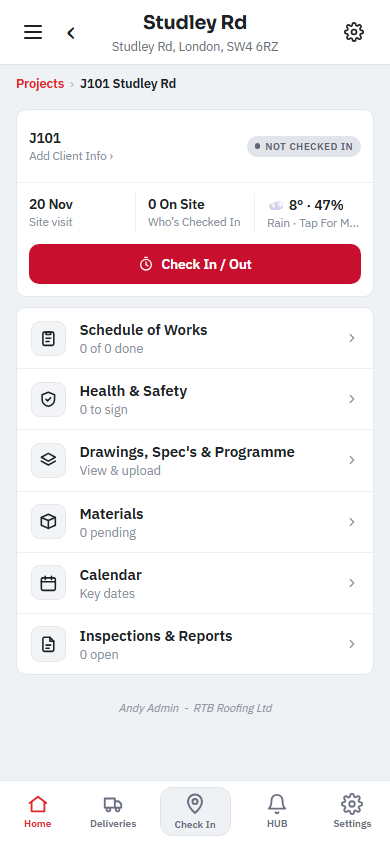 Studley Rd
Studley Rd, London, SW4 6RZ
Projects › J101 Studley Rd
J101
Add Client Info ›
NOT CHECKED IN
20 Nov
Site visit
0 On Site
Who's Checked In
8° · 47%
Rain · Tap For M...
Check In / Out
Schedule of Works
0 of 0 done
Health & Safety
0 to sign
Drawings, Spec's & Programme
View & upload
Materials
0 pending
Calendar
Key dates
Inspections & Reports
0 open
Andy Admin - RTB Roofing Ltd
Home
Deliveries
Check In
HUB
Settings